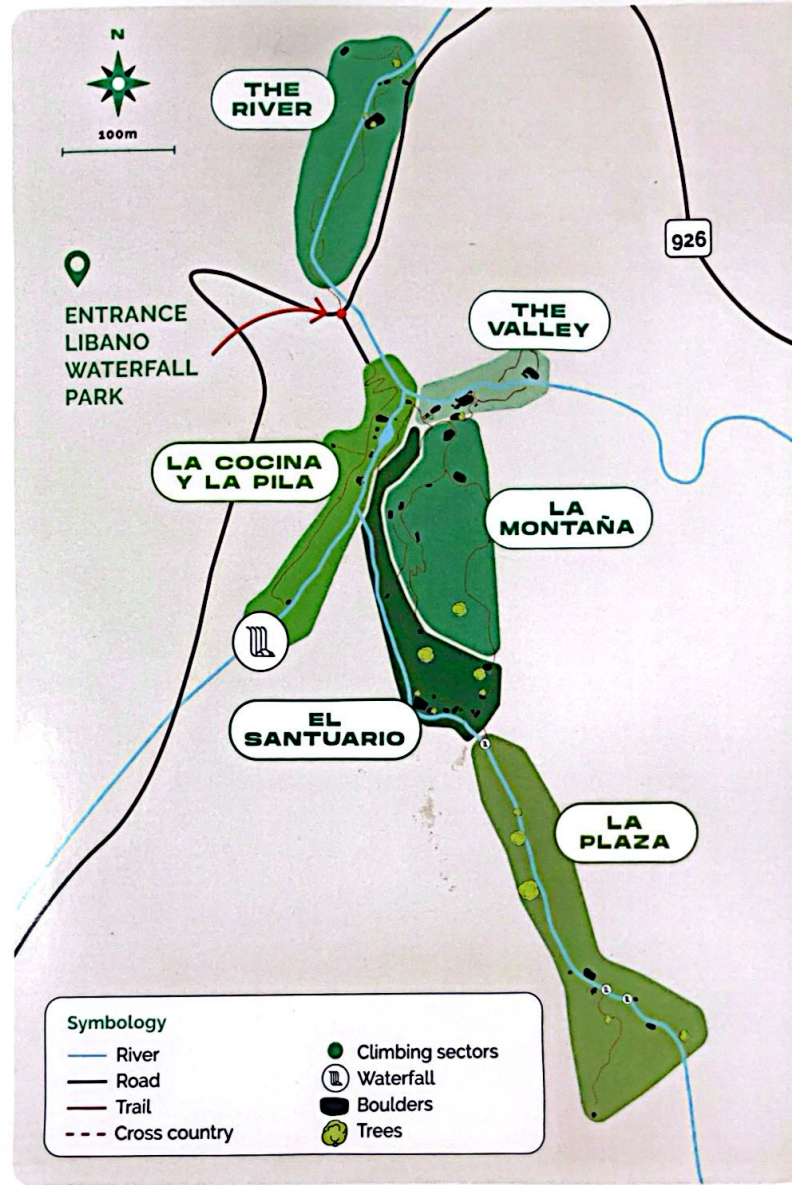 N
100m
THE
RIVER
926
ENTRANCE
LIBANO
WATERFALL
PARK
THE
VALLEY
LA COCINA
Y LA PILA
LA
MONTAÑA
EL
SANTUARIO
LA
PLAZA
Symbology
River
Road
Trail
Cross country
Climbing sectors
Waterfall
Boulders
Trees